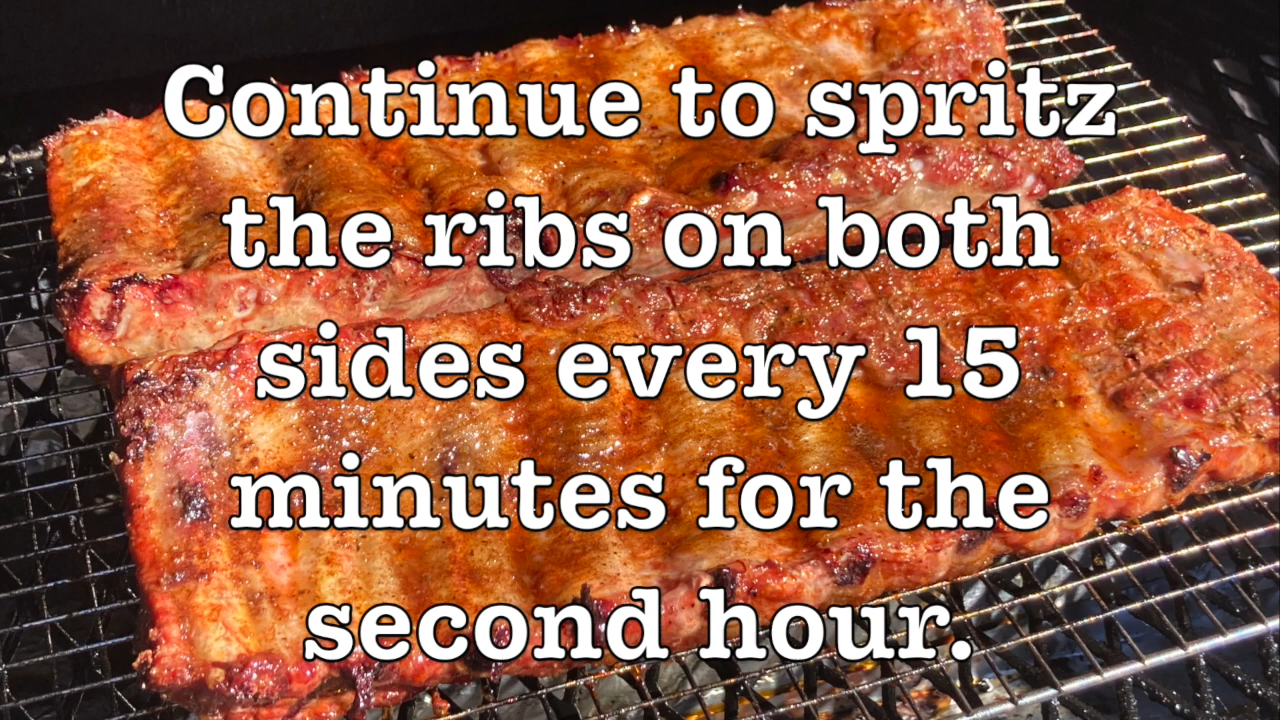 Continue to spritz
the ribs on both
sides every 15
minutes for the
second hour.